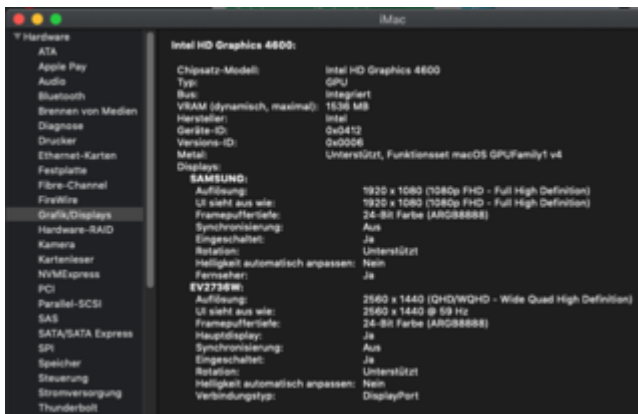 iMac
Hardware
ATA
Apple Pay
Audio
Bluetooth
Brennen von Medien
Diagnose
Drucker
Ethernet-Karten
Festplatte
Fibre-Channel
FireWire
Grafik/Displays
Hardware-RAID
Kamera
Kartenleser
NVMExpress
PCI
Parallel-SCSI
SAS
SATA/SATA Express
SPI
Speicher
Steuerung
Stromversorgung
Thunderbolt
Intel HD Graphics 4600:
Chipsatz-Modell: Intel HD Graphics 4600
Typ: GPU
Bus: Integriert
VRAM (dynamisch, maximal): 1536 MB
Hersteller: Intel
Geräte-ID: 0x0412
Versions-ID: 0x0006
Metal: Unterstützt, Funktionsset macOS GPUFamily1 v4
Displays:
SAMSUNG:
Auflösung: 1920 x 1080 (1080p FHD - Full High Definition)
UI sieht aus wie: 1920 x 1080 (1080p FHD - Full High Definition)
Framepuffertiefe: 24-Bit Farbe (ARGB8888)
Synchronisierung: Aus
Eingeschaltet: Ja
Rotation: Unterstützt
Helligkeit automatisch anpassen: Nein
Fernseher: Ja
EV2736W:
Auflösung: 2560 x 1440 (QHD/WQHD - Wide Quad High Definition)
UI sieht aus wie: 2560 x 1440 @ 59 Hz
Framepuffertiefe: 24-Bit Farbe (ARGB8888)
Hauptdisplay: Ja
Synchronisierung: Aus
Eingeschaltet: Ja
Rotation: Unterstützt
Helligkeit automatisch anpassen: Nein
Verbindungstyp: DisplayPort